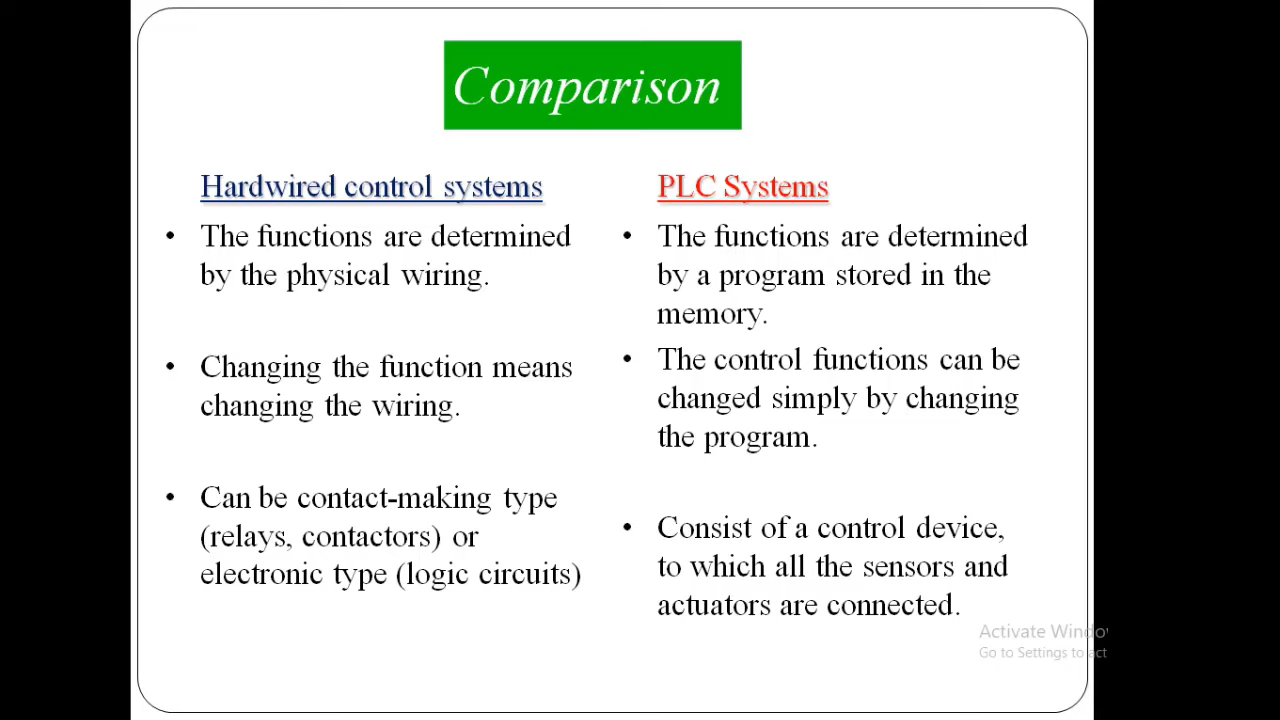 Comparison
Hardwired control systems
• The functions are determined
by the physical wiring.
• Changing the function means
changing the wiring.
• Can be contact-making type
(relays, contactors) or
electronic type (logic circuits)
PLC Systems
• The functions are determined
by a program stored in the
memory.
• The control functions can be
changed simply by changing
the program.
• Consist of a control device,
to which all the sensors and
actuators are connected.
Activate Windo
Go to Settings to act